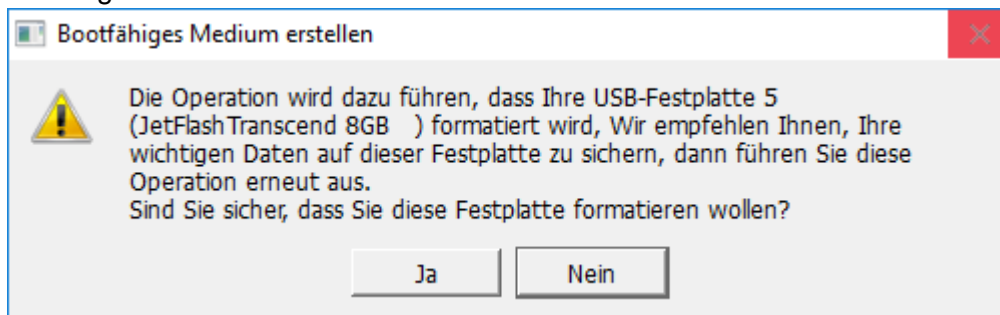 Bootfähiges Medium erstellen
Die Operation wird dazu führen, dass Ihre USB-Festplatte 5
(JetFlashTranscend 8GB   ) formatiert wird, Wir empfehlen Ihnen, Ihre
wichtigen Daten auf dieser Festplatte zu sichern, dann führen Sie diese
Operation erneut aus.
Sind Sie sicher, dass Sie diese Festplatte formatieren wollen?
Ja Nein